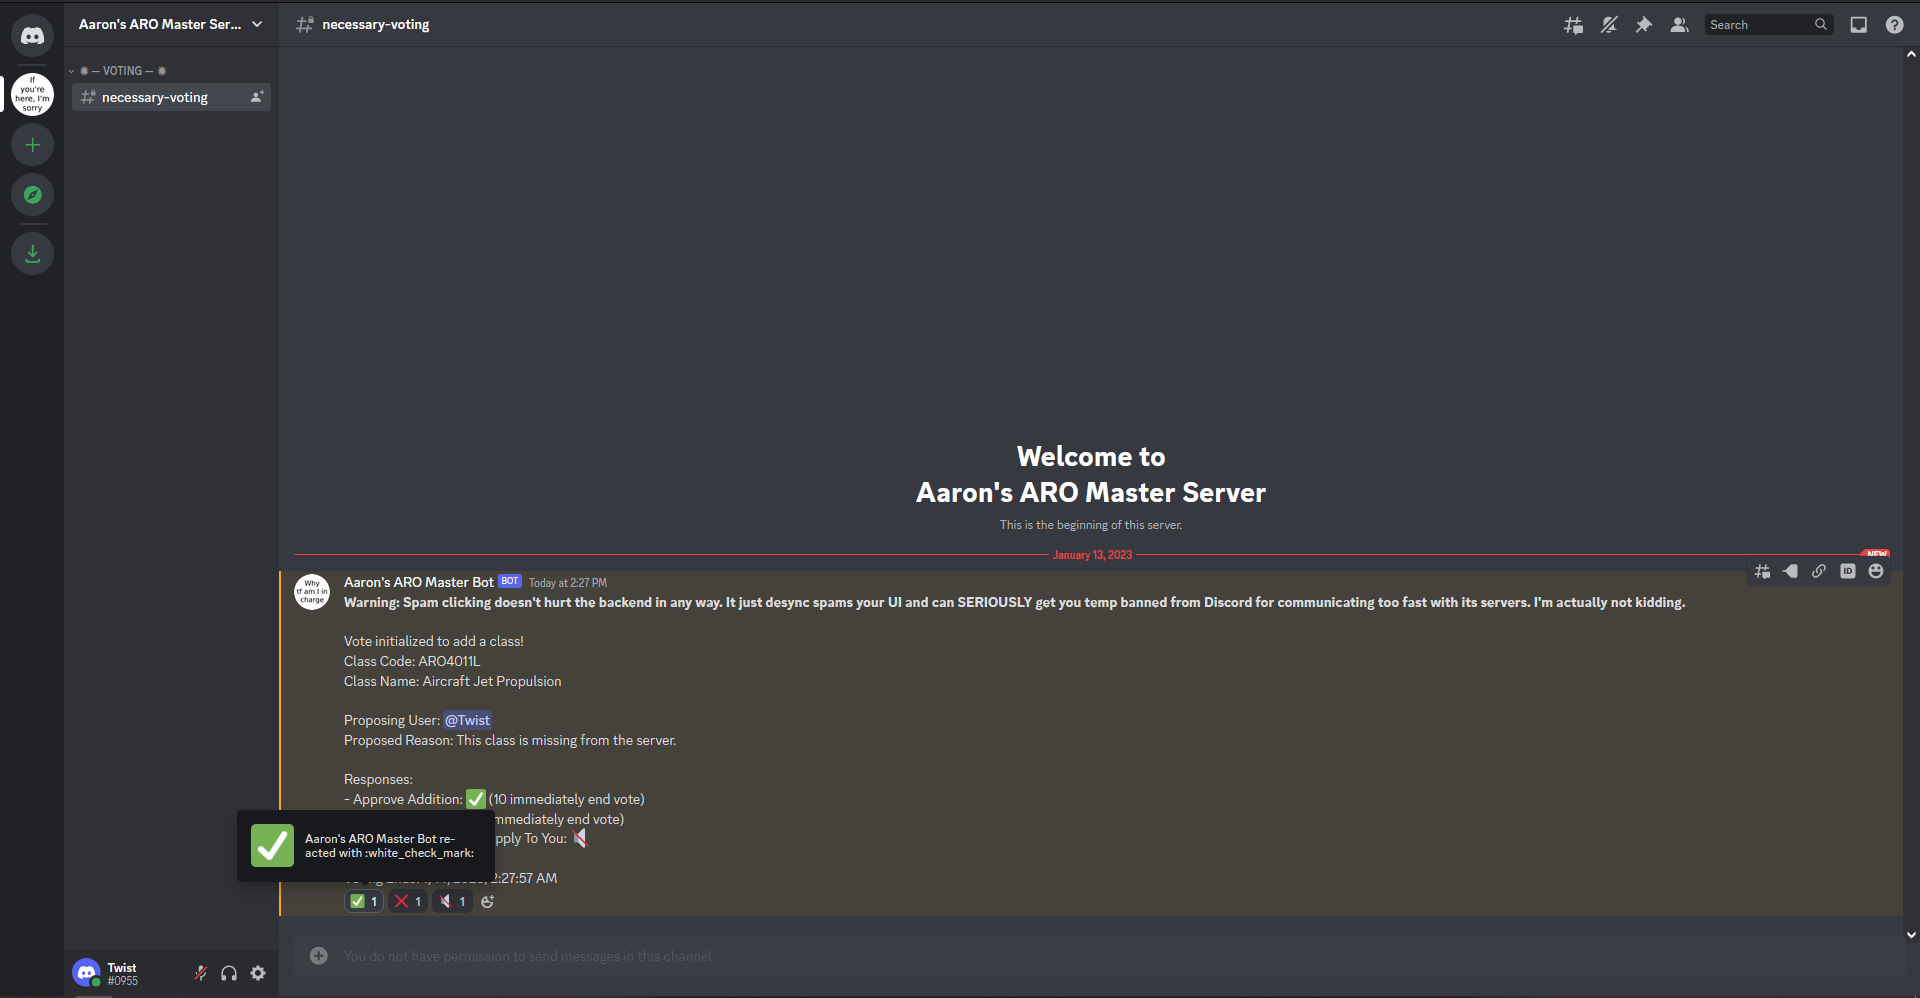 Aaron's ARO Master Ser...
necessary-voting
Search
If
you're
here, I'm
sorry
— VOTING —
necessary-voting
Welcome to
Aaron's ARO Master Server
This is the beginning of this server.
January 13, 2023
NEW
Why
tf am I in
charge
Aaron's ARO Master Bot BOT Today at 2:27 PM
ID
Warning: Spam clicking doesn't hurt the backend in any way. It just desync spams your UI and can SERIOUSLY get you temp banned from Discord for communicating too fast with its servers. I'm actually not kidding.
Vote initialized to add a class!
Class Code: ARO4011L
Class Name: Aircraft Jet Propulsion
Proposing User: @Twist
Proposed Reason: This class is missing from the server.
Responses:
- Approve Addition: ✅ (10 immediately end vote)
mmediately end vote)
pply To You:
Aaron's ARO Master Bot re-
acted with :white_check_mark:
2:27:57 AM
1 1 1
You do not have permission to send messages in this channel.
Twist
#0955